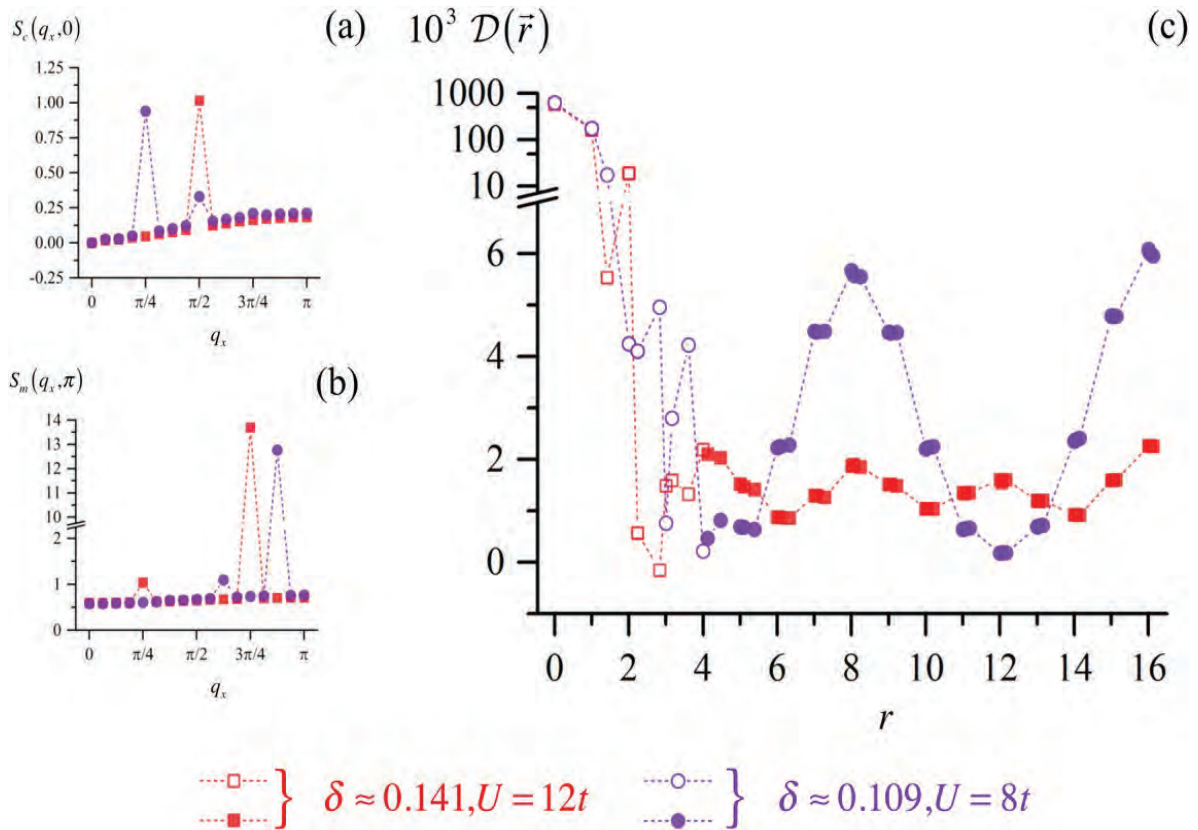 S_c(q_x,0)
(a)
1.25
1.00
0.75
0.50
0.25
0.00
-0.25
0 π/4 π/2 3π/4 π
q_x
S_m(q_x,π)
(b)
14
13
12
11
10
2
1
0
0 π/4 π/2 3π/4 π
q_x
10³ 𝒟(r⃗)
(c)
1000
100
10
6
4
2
0
0 2 4 6 8 10 12 14 16
r
} δ ≈ 0.141, U = 12t
} δ ≈ 0.109, U = 8t